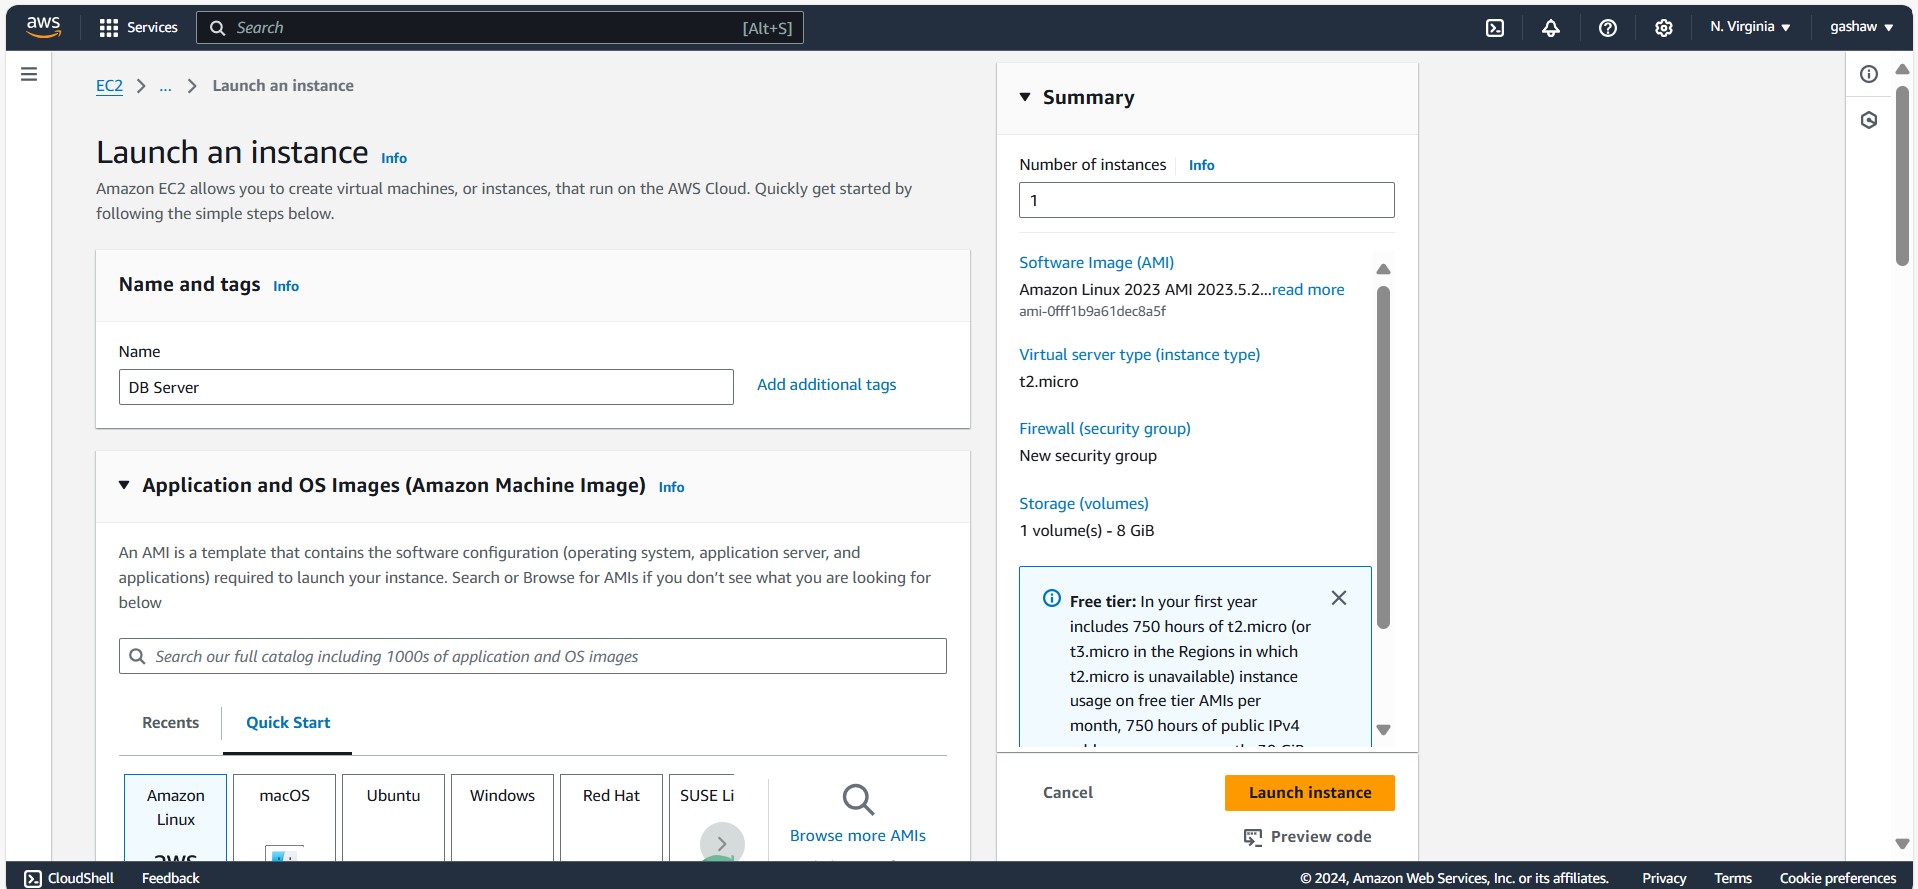 aws
Services
Search
[Alt+S]
N. Virginia
gashaw
EC2
...
Launch an instance
Launch an instance Info
Amazon EC2 allows you to create virtual machines, or instances, that run on the AWS Cloud. Quickly get started by
following the simple steps below.
Name and tags Info
Name
DB Server
Add additional tags
Application and OS Images (Amazon Machine Image) Info
An AMI is a template that contains the software configuration (operating system, application server, and
applications) required to launch your instance. Search or Browse for AMIs if you don't see what you are looking for
below
Search our full catalog including 1000s of application and OS images
Recents
Quick Start
Amazon
Linux
aws
macOS
Ubuntu
Windows
Red Hat
SUSE Li
Browse more AMIs
Summary
Number of instances Info
1
Software Image (AMI)
Amazon Linux 2023 AMI 2023.5.2...read more
ami-0fff1b9a61dec8a5f
Virtual server type (instance type)
t2.micro
Firewall (security group)
New security group
Storage (volumes)
1 volume(s) - 8 GiB
Free tier: In your first year
includes 750 hours of t2.micro (or
t3.micro in the Regions in which
t2.micro is unavailable) instance
usage on free tier AMIs per
month, 750 hours of public IPv4
Cancel
Launch instance
Preview code
CloudShell
Feedback
© 2024, Amazon Web Services, Inc. or its affiliates.
Privacy
Terms
Cookie preferences